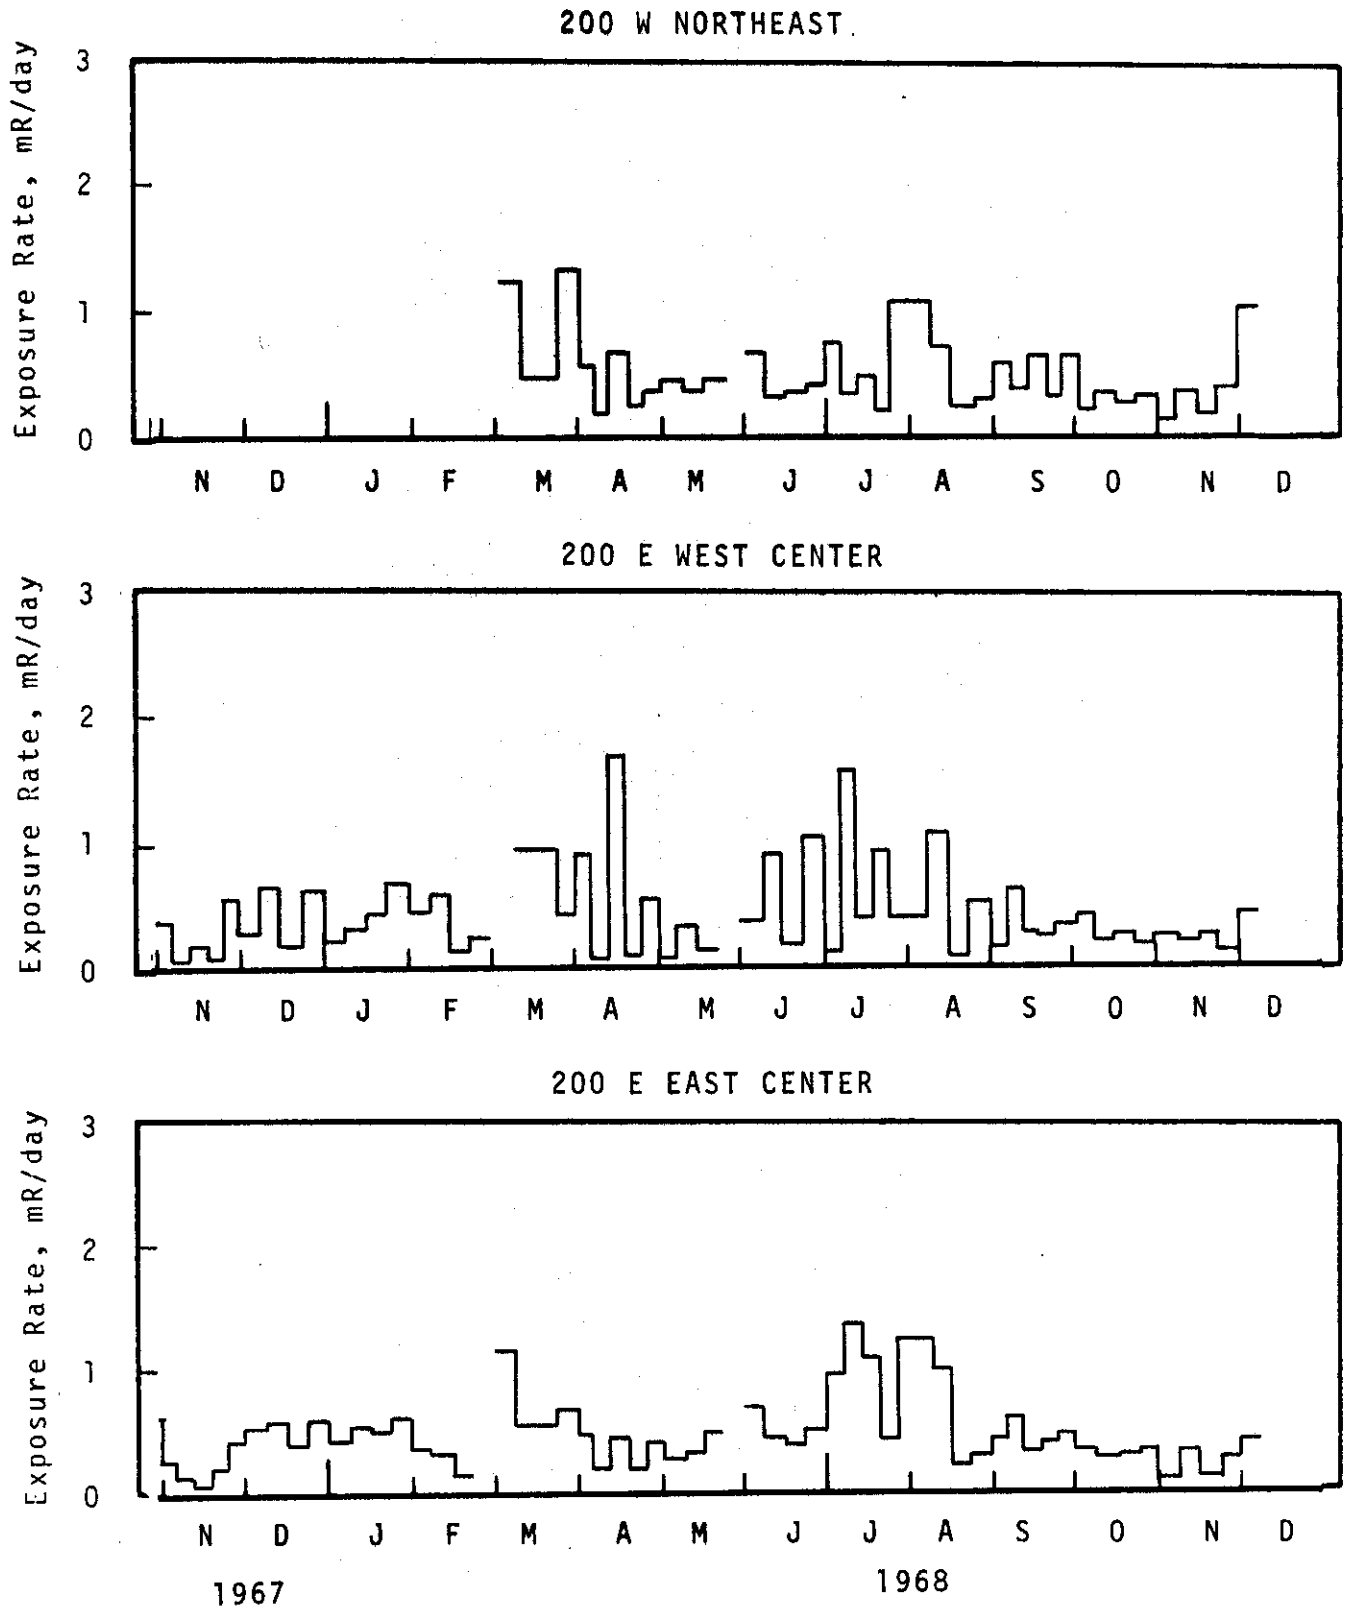 200 W NORTHEAST
Exposure Rate, mR/day
3
2
1
0
N D J F M A M J J A S O N D
200 E WEST CENTER
Exposure Rate, mR/day
3
2
1
0
N D J F M A M J J A S O N D
200 E EAST CENTER
Exposure Rate, mR/day
3
2
1
0
N D J F M A M J J A S O N D
1967 1968